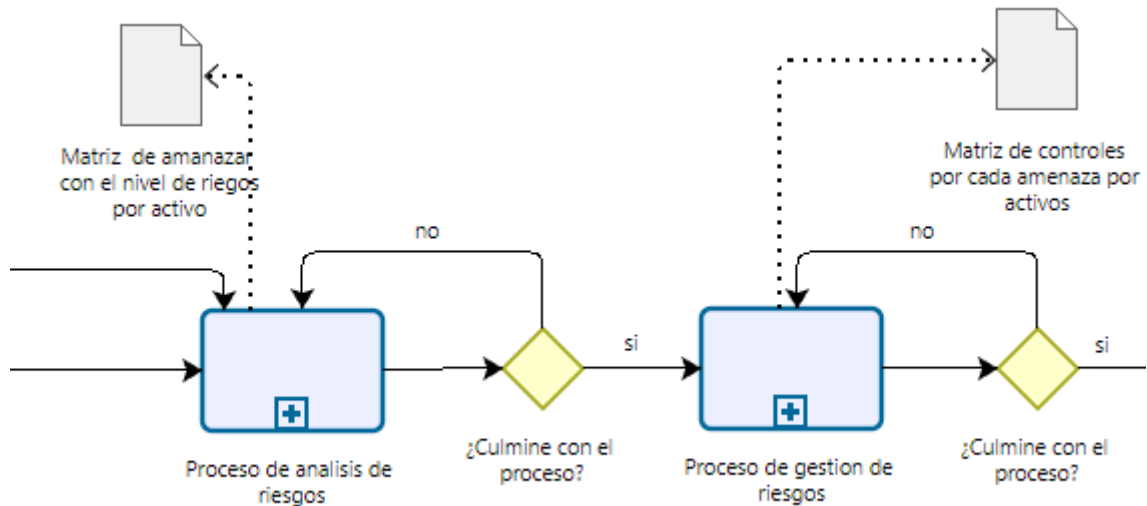 Matriz de amanazar
con el nivel de riegos
por activo
Matriz de controles
por cada amenaza por
activos
no
no
si
si
Proceso de analisis de
riesgos
¿Culmine con el
proceso?
Proceso de gestion de
riesgos
¿Culmine con el
proceso?